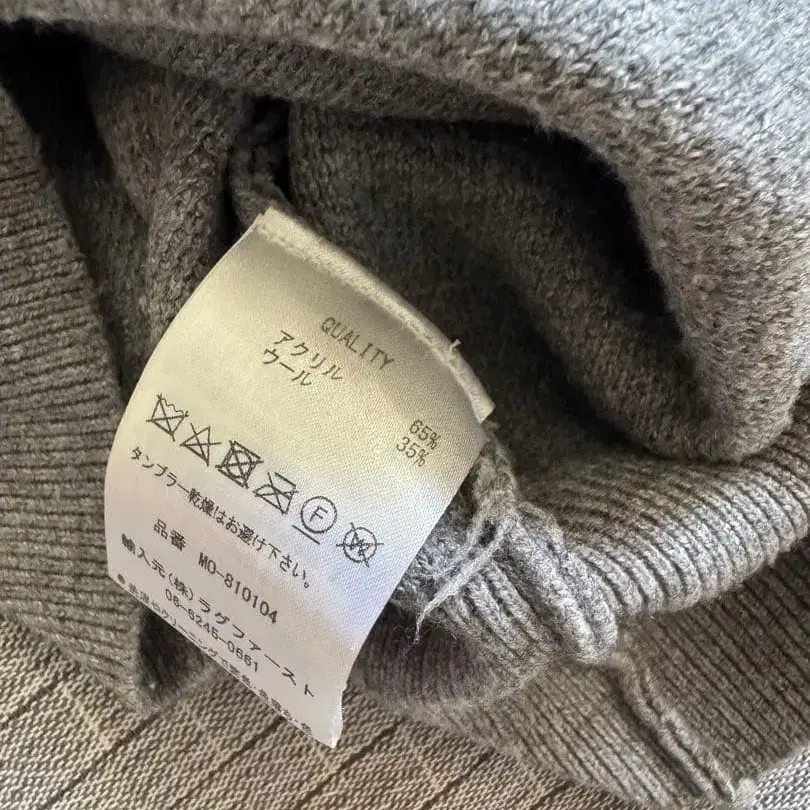 QUALITY
アクリル 65%
ウール 35%
F
タンブラー乾燥はお避け下さい。
品番 MO-810104
輸入元(株)ラグファースト
06-6245-0661